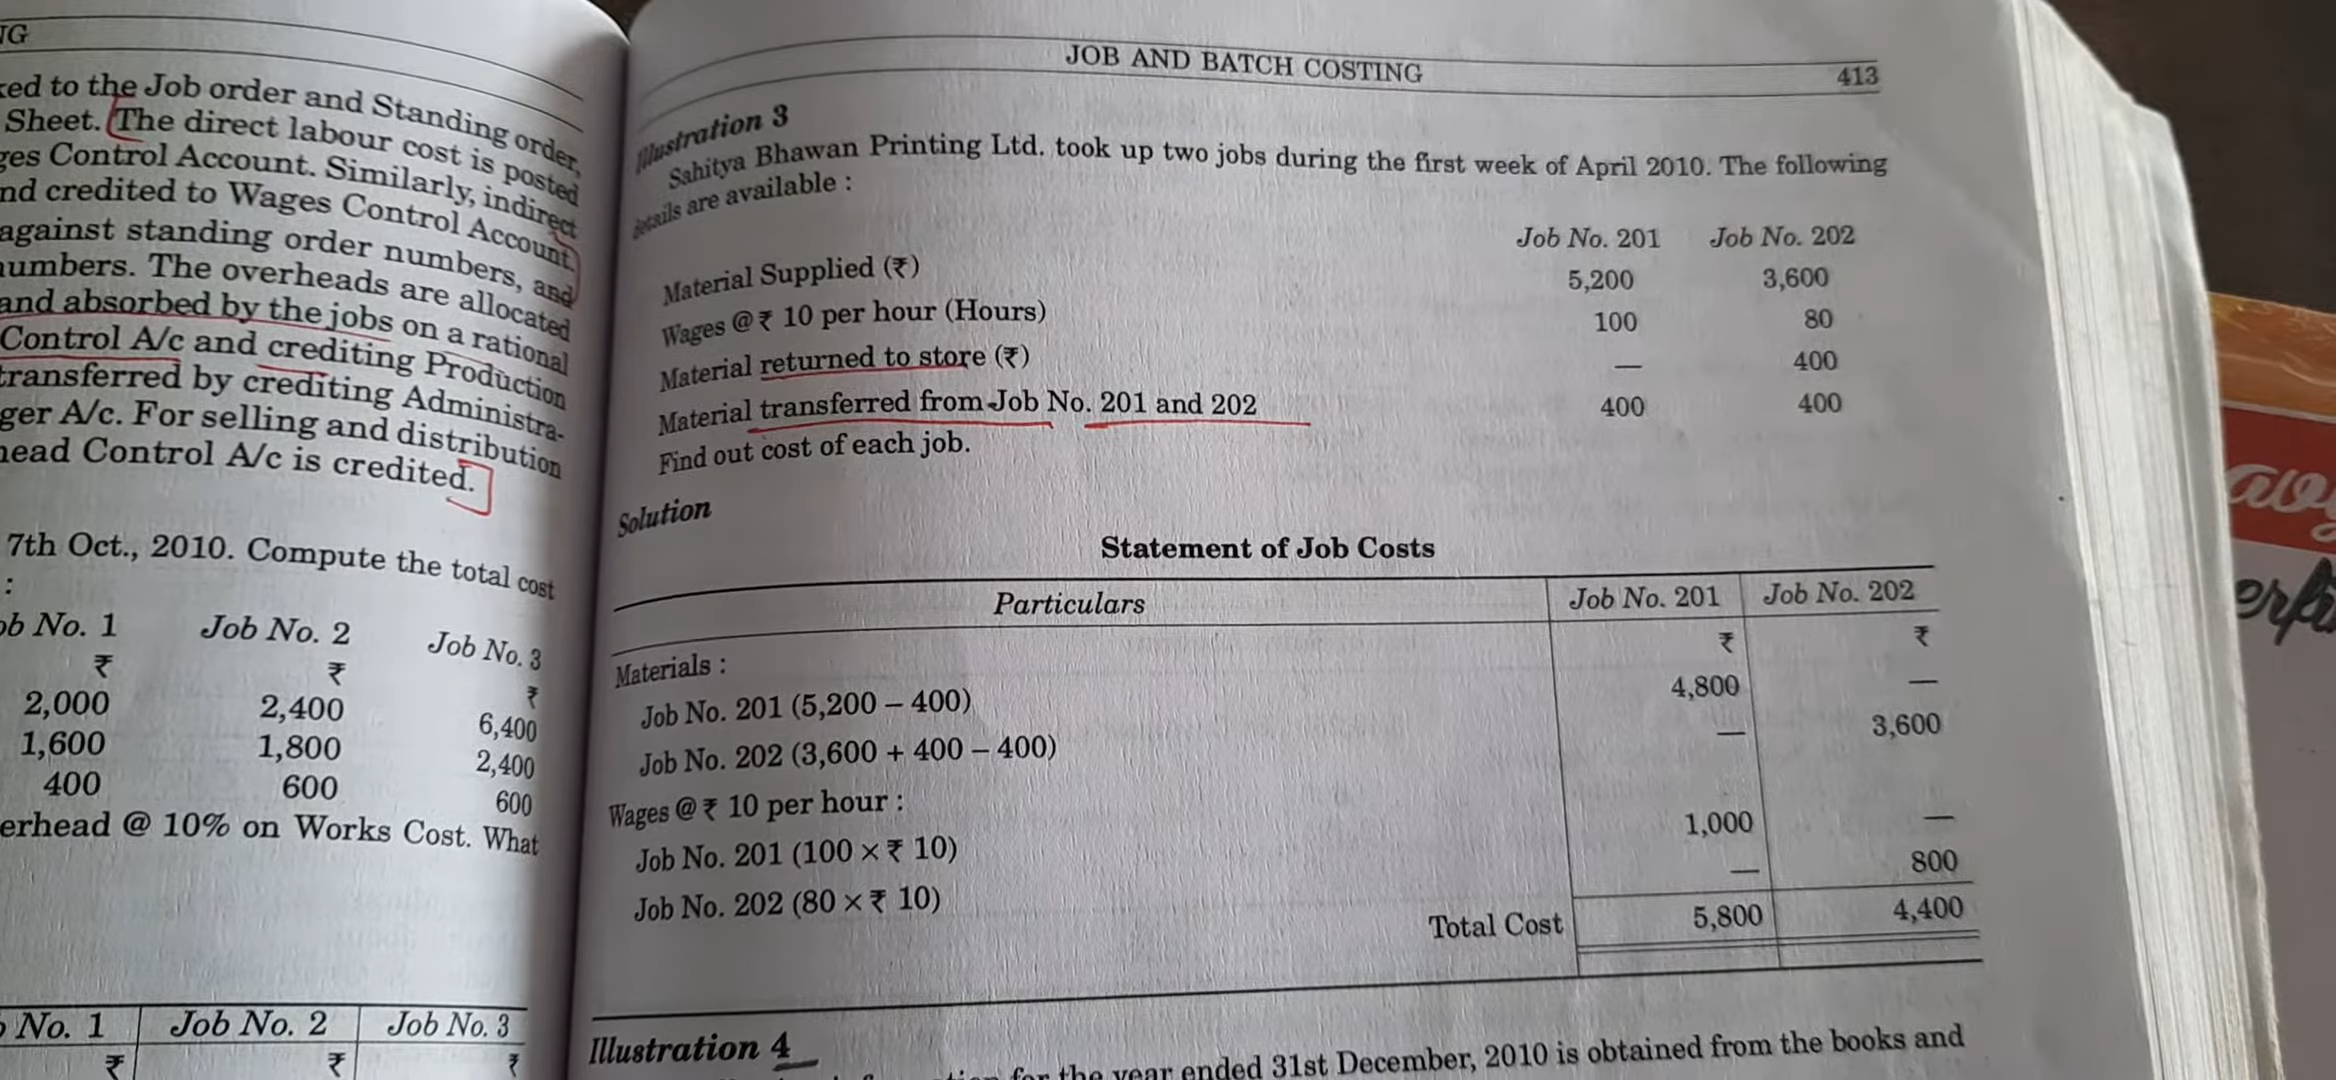 NG
ked to the Job order and Standing order,
Sheet. The direct labour cost is posted
ges Control Account. Similarly, indirect
nd credited to Wages Control Account.
against standing order numbers, and
numbers. The overheads are allocated
and absorbed by the jobs on a rational
Control A/c and crediting Production
transferred by crediting Administra-
ger A/c. For selling and distribution
head Control A/c is credited.
7th Oct., 2010. Compute the total cost
:
ob No. 1 Job No. 2 Job No. 3
₹ ₹ ₹
2,000 2,400 6,400
1,600 1,800 2,400
400 600 600
erhead @ 10% on Works Cost. What
No. 1 Job No. 2 Job No. 3
₹ ₹ ₹
JOB AND BATCH COSTING 413
Illustration 3
Sahitya Bhawan Printing Ltd. took up two jobs during the first week of April 2010. The following
details are available :
Job No. 201 Job No. 202
Material Supplied (₹) 5,200 3,600
Wages @ ₹ 10 per hour (Hours) 100 80
Material returned to store (₹) — 400
Material transferred from Job No. 201 and 202 400 400
Find out cost of each job.
Solution
Statement of Job Costs
Particulars Job No. 201 Job No. 202
₹ ₹
Materials :
Job No. 201 (5,200 – 400) 4,800 —
Job No. 202 (3,600 + 400 – 400) — 3,600
Wages @ ₹ 10 per hour :
Job No. 201 (100 × ₹ 10) 1,000 —
Job No. 202 (80 × ₹ 10) — 800
Total Cost 5,800 4,400
Illustration 4
for the year ended 31st December, 2010 is obtained from the books and